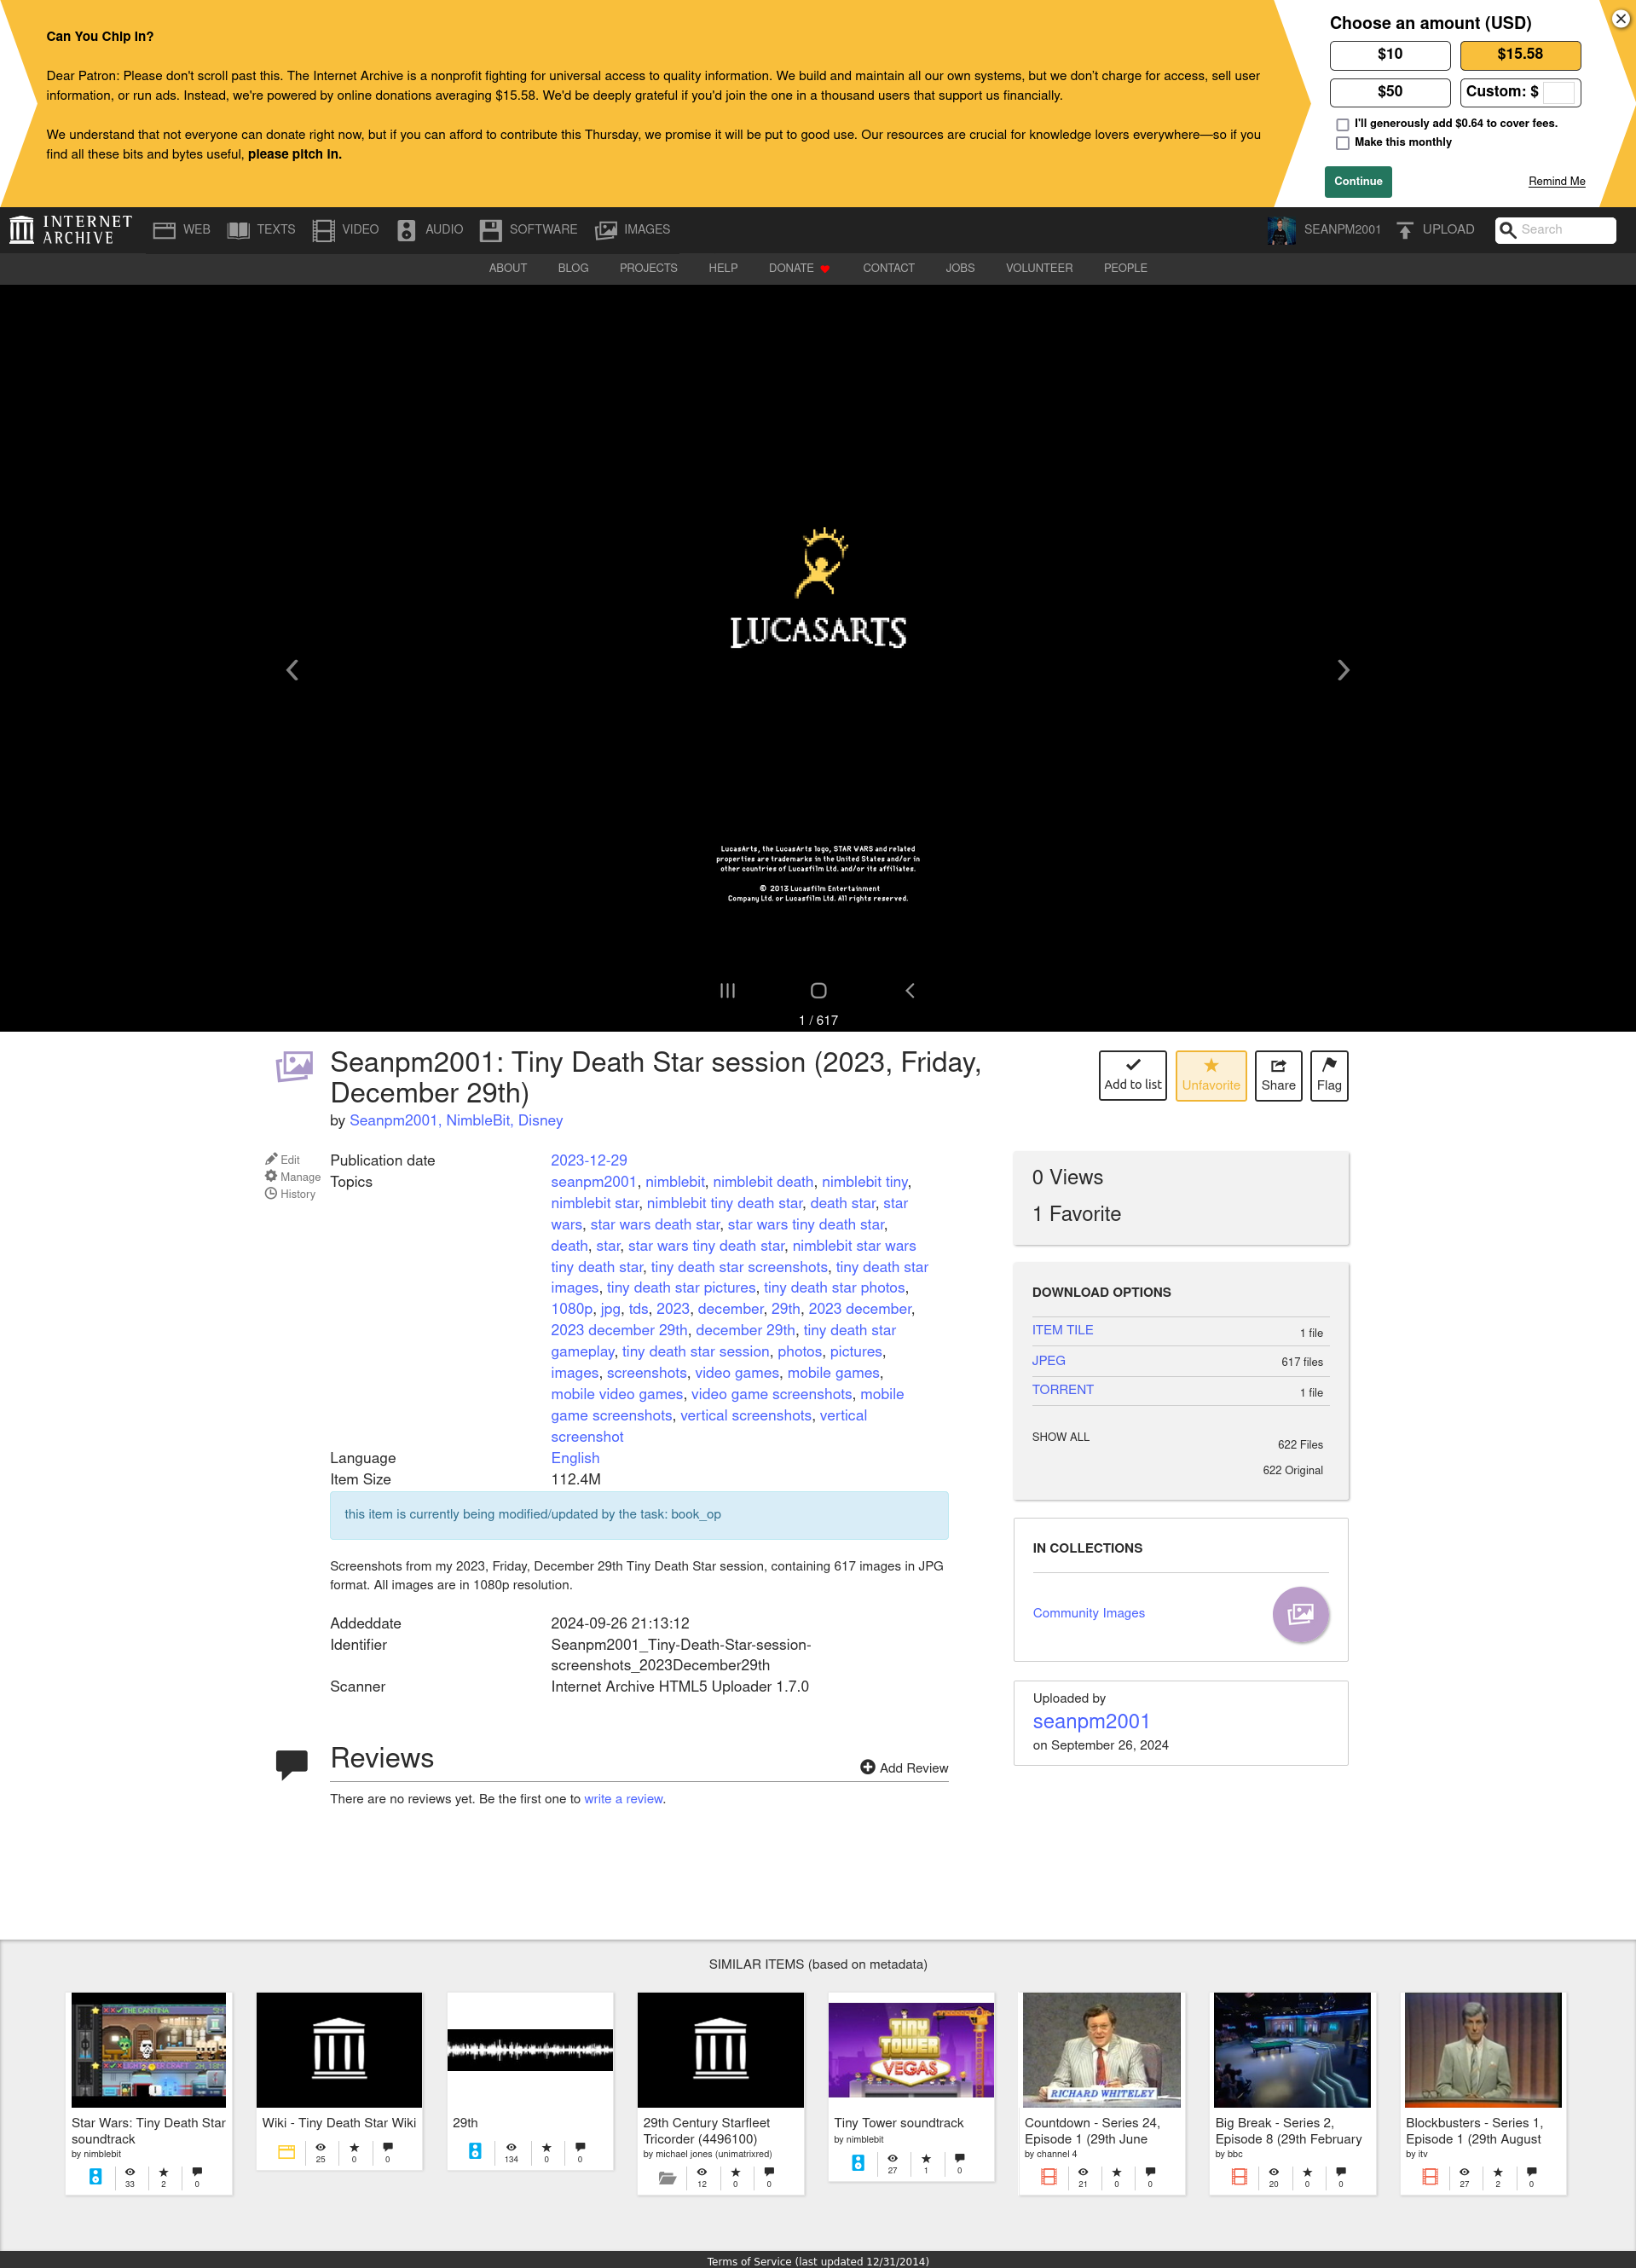 Can You Chip In?
Dear Patron: Please don't scroll past this. The Internet Archive is a nonprofit fighting for universal access to quality information. We build and maintain all our own systems, but we don't charge for access, sell user
information, or run ads. Instead, we're powered by online donations averaging $15.58. We'd be deeply grateful if you'd join the one in a thousand users that support us financially.
We understand that not everyone can donate right now, but if you can afford to contribute this Thursday, we promise it will be put to good use. Our resources are crucial for knowledge lovers everywhere—so if you
find all these bits and bytes useful, please pitch in.
Choose an amount (USD)
$10 $15.58
$50 Custom: $
I'll generously add $0.64 to cover fees.
Make this monthly
Continue Remind Me
INTERNET ARCHIVE WEB TEXTS VIDEO AUDIO SOFTWARE IMAGES SEANPM2001 UPLOAD Search
ABOUT BLOG PROJECTS HELP DONATE CONTACT JOBS VOLUNTEER PEOPLE
LUCASARTS
LucasArts, the LucasArts logo, STAR WARS and related
properties are trademarks in the United States and/or in
other countries of Lucasfilm Ltd. and/or its affiliates.
© 2013 Lucasfilm Entertainment
Company Ltd. or Lucasfilm Ltd. All rights reserved.
1 / 617
Seanpm2001: Tiny Death Star session (2023, Friday,
December 29th)
by Seanpm2001, NimbleBit, Disney
Add to list Unfavorite Share Flag
Edit
Manage
History
Publication date 2023-12-29
Topics seanpm2001, nimblebit, nimblebit death, nimblebit tiny,
nimblebit star, nimblebit tiny death star, death star, star
wars, star wars death star, star wars tiny death star,
death, star, star wars tiny death star, nimblebit star wars
tiny death star, tiny death star screenshots, tiny death star
images, tiny death star pictures, tiny death star photos,
1080p, jpg, tds, 2023, december, 29th, 2023 december,
2023 december 29th, december 29th, tiny death star
gameplay, tiny death star session, photos, pictures,
images, screenshots, video games, mobile games,
mobile video games, video game screenshots, mobile
game screenshots, vertical screenshots, vertical
screenshot
Language English
Item Size 112.4M
this item is currently being modified/updated by the task: book_op
Screenshots from my 2023, Friday, December 29th Tiny Death Star session, containing 617 images in JPG
format. All images are in 1080p resolution.
Addeddate 2024-09-26 21:13:12
Identifier Seanpm2001_Tiny-Death-Star-session-
screenshots_2023December29th
Scanner Internet Archive HTML5 Uploader 1.7.0
Reviews
Add Review
There are no reviews yet. Be the first one to write a review.
0 Views
1 Favorite
DOWNLOAD OPTIONS
ITEM TILE 1 file
JPEG 617 files
TORRENT 1 file
SHOW ALL 622 Files
622 Original
IN COLLECTIONS
Community Images
Uploaded by
seanpm2001
on September 26, 2024
SIMILAR ITEMS (based on metadata)
THE CANTINA
Star Wars: Tiny Death Star
soundtrack
by nimblebit
33 2 0
Wiki - Tiny Death Star Wiki
25 0 0
29th
134 0 0
29th Century Starfleet
Tricorder (4496100)
by michael jones (unimatrixred)
12 0 0
TINY TOWER VEGAS
Tiny Tower soundtrack
by nimblebit
27 1 0
RICHARD WHITELEY
Countdown - Series 24,
Episode 1 (29th June
by channel 4
21 0 0
Big Break - Series 2,
Episode 8 (29th February
by bbc
20 0 0
Blockbusters - Series 1,
Episode 1 (29th August
by itv
27 2 0
Terms of Service (last updated 12/31/2014)